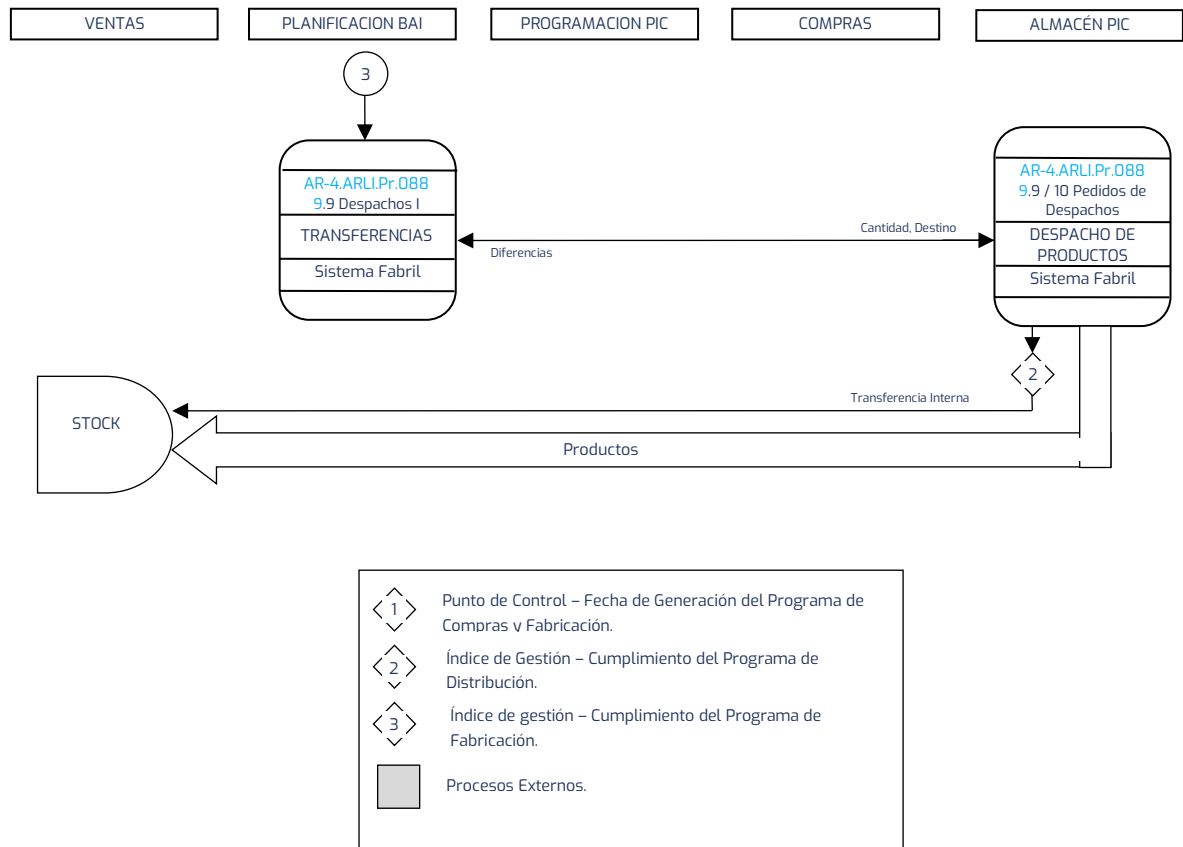 VENTAS
PLANIFICACION BAI
PROGRAMACION PIC
COMPRAS
ALMACÉN PIC
3
AR-4.ARLI.Pr.088
9.9 Despachos I
TRANSFERENCIAS
Sistema Fabril
AR-4.ARLI.Pr.088
9.9 / 10 Pedidos de
Despachos
DESPACHO DE
PRODUCTOS
Sistema Fabril
Cantidad, Destino
Diferencias
2
Transferencia Interna
STOCK
Productos
1
Punto de Control – Fecha de Generación del Programa de
Compras y Fabricación.
2
Índice de Gestión – Cumplimiento del Programa de
Distribución.
3
Índice de gestión – Cumplimiento del Programa de
Fabricación.
Procesos Externos.